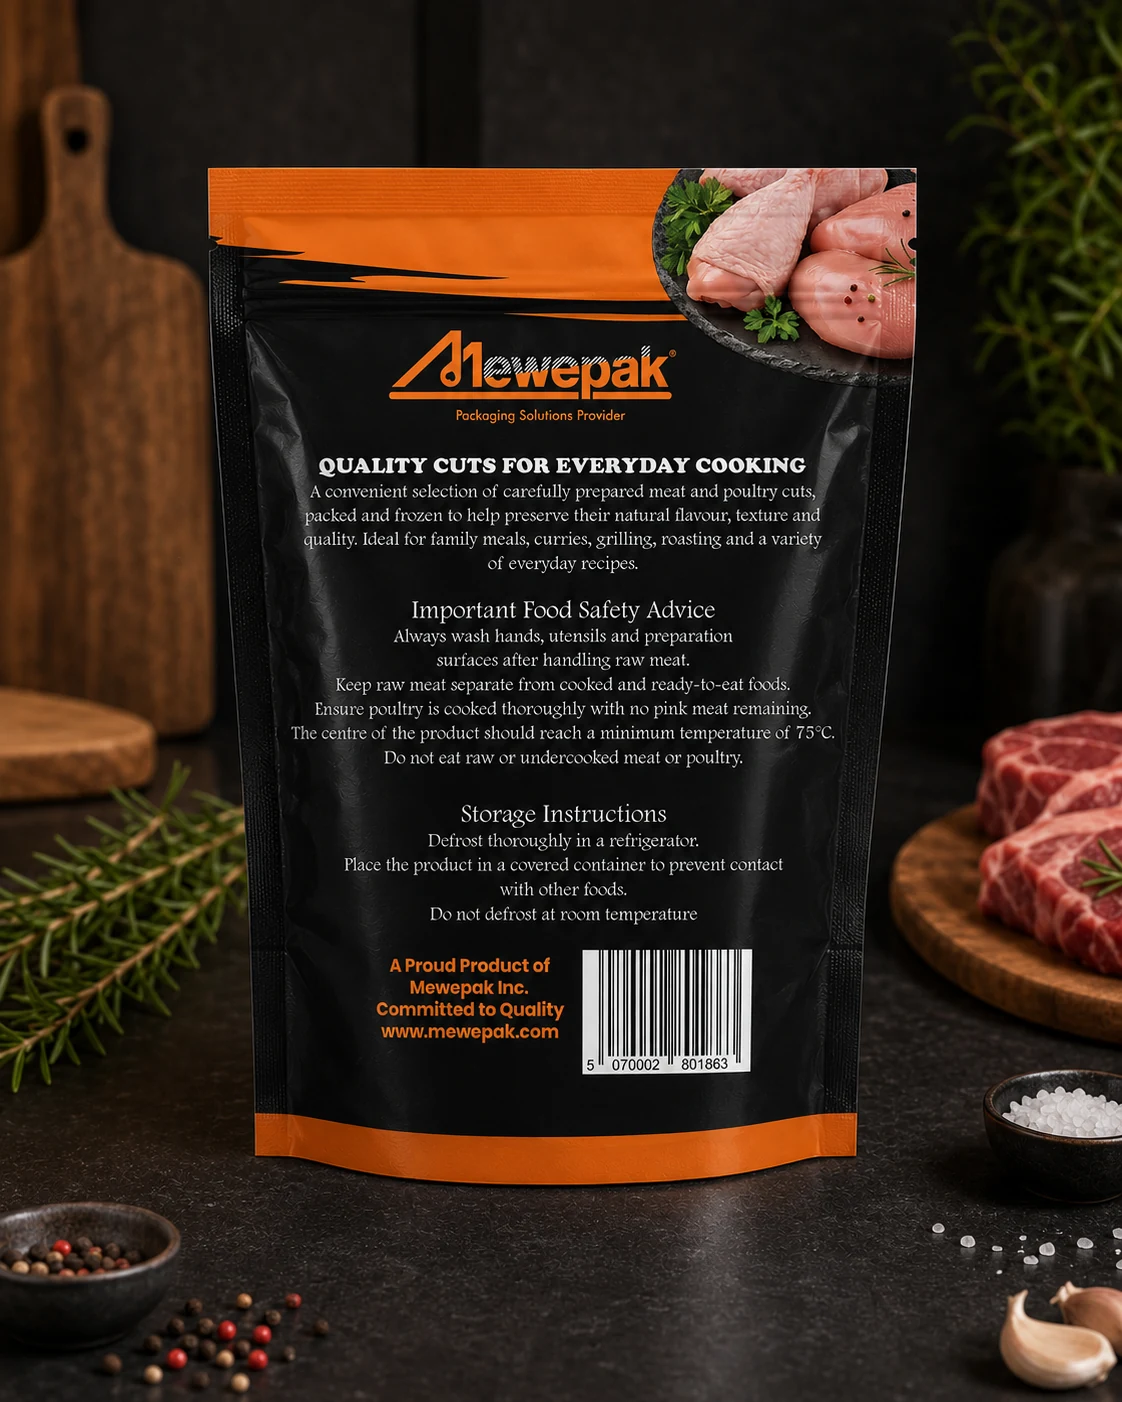 Mewepak®
Packaging Solutions Provider
QUALITY CUTS FOR EVERYDAY COOKING
A convenient selection of carefully prepared meat and poultry cuts,
packed and frozen to help preserve their natural flavour, texture and
quality. Ideal for family meals, curries, grilling, roasting and a variety
of everyday recipes.
Important Food Safety Advice
Always wash hands, utensils and preparation
surfaces after handling raw meat.
Keep raw meat separate from cooked and ready-to-eat foods.
Ensure poultry is cooked thoroughly with no pink meat remaining.
The centre of the product should reach a minimum temperature of 75°C.
Do not eat raw or undercooked meat or poultry.
Storage Instructions
Defrost thoroughly in a refrigerator.
Place the product in a covered container to prevent contact
with other foods.
Do not defrost at room temperature
A Proud Product of
Mewepak Inc.
Committed to Quality
www.mewepak.com
5 070002 801863